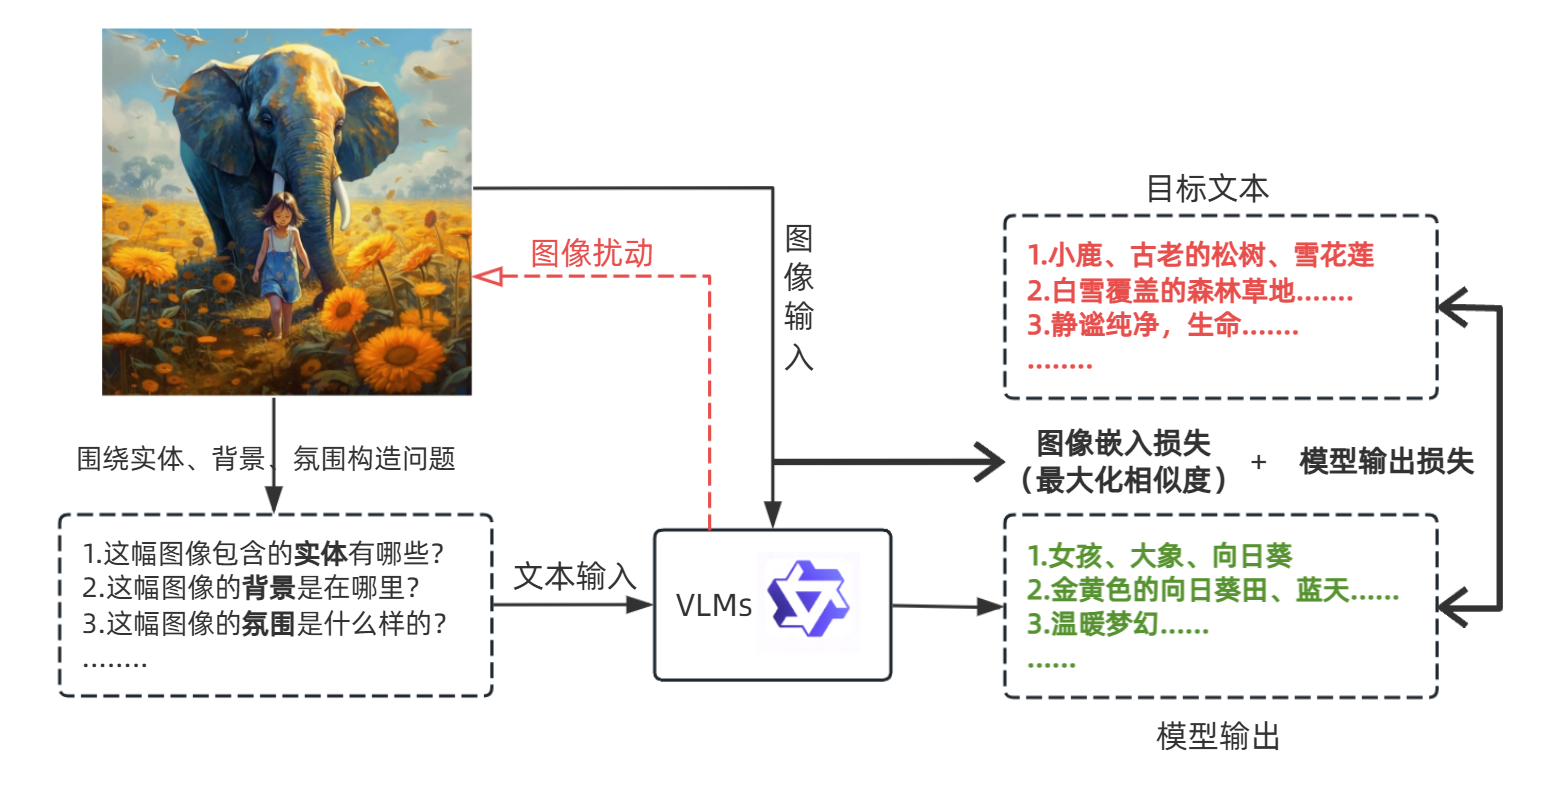 图像扰动
图
像
输
入
围绕实体、背景、氛围构造问题
1.这幅图像包含的实体有哪些？
2.这幅图像的背景是在哪里？
3.这幅图像的氛围是什么样的？
........
文本输入
VLMs
目标文本
1.小鹿、古老的松树、雪花莲
2.白雪覆盖的森林草地.......
3.静谧纯净，生命.......
........
图像嵌入损失
（最大化相似度）
+
模型输出损失
1.女孩、大象、向日葵
2.金黄色的向日葵田、蓝天......
3.温暖梦幻......
......
模型输出